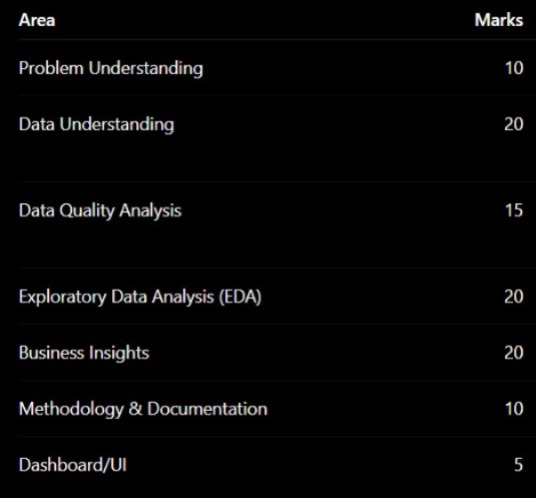 Area Marks
Problem Understanding 10
Data Understanding 20
Data Quality Analysis 15
Exploratory Data Analysis (EDA) 20
Business Insights 20
Methodology & Documentation 10
Dashboard/UI 5